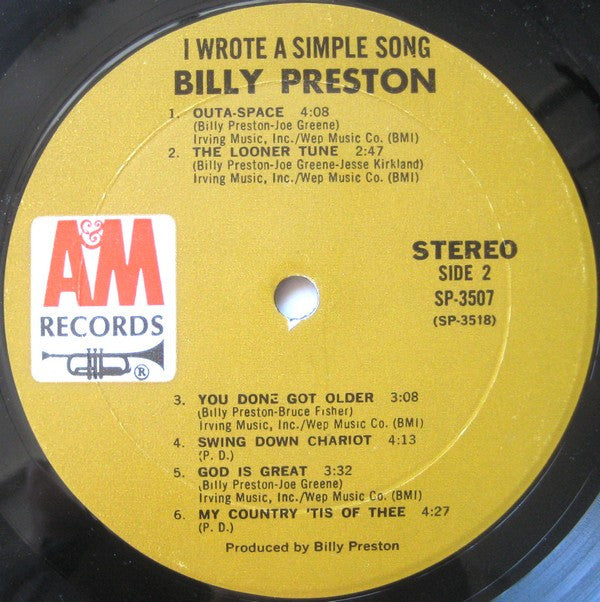 I WROTE A SIMPLE SONG
BILLY PRESTON
1. OUTA-SPACE 4:08
(Billy Preston-Joe Greene)
Irving Music, Inc./Wep Music Co. (BMI)
2. THE LOONER TUNE 2:47
(Billy Preston-Joe Greene-Jesse Kirkland)
Irving Music, Inc./Wep Music Co. (BMI)
A&M
RECORDS
®
STEREO
SIDE 2
SP-3507
(SP-3518)
3. YOU DONE GOT OLDER 3:08
(Billy Preston-Bruce Fisher)
Irving Music, Inc./Wep Music Co. (BMI)
4. SWING DOWN CHARIOT 4:13
(P. D.)
5. GOD IS GREAT 3:32
(Billy Preston-Joe Greene)
Irving Music, Inc./Wep Music Co. (BMI)
6. MY COUNTRY 'TIS OF THEE 4:27
(P. D.)
Produced by Billy Preston